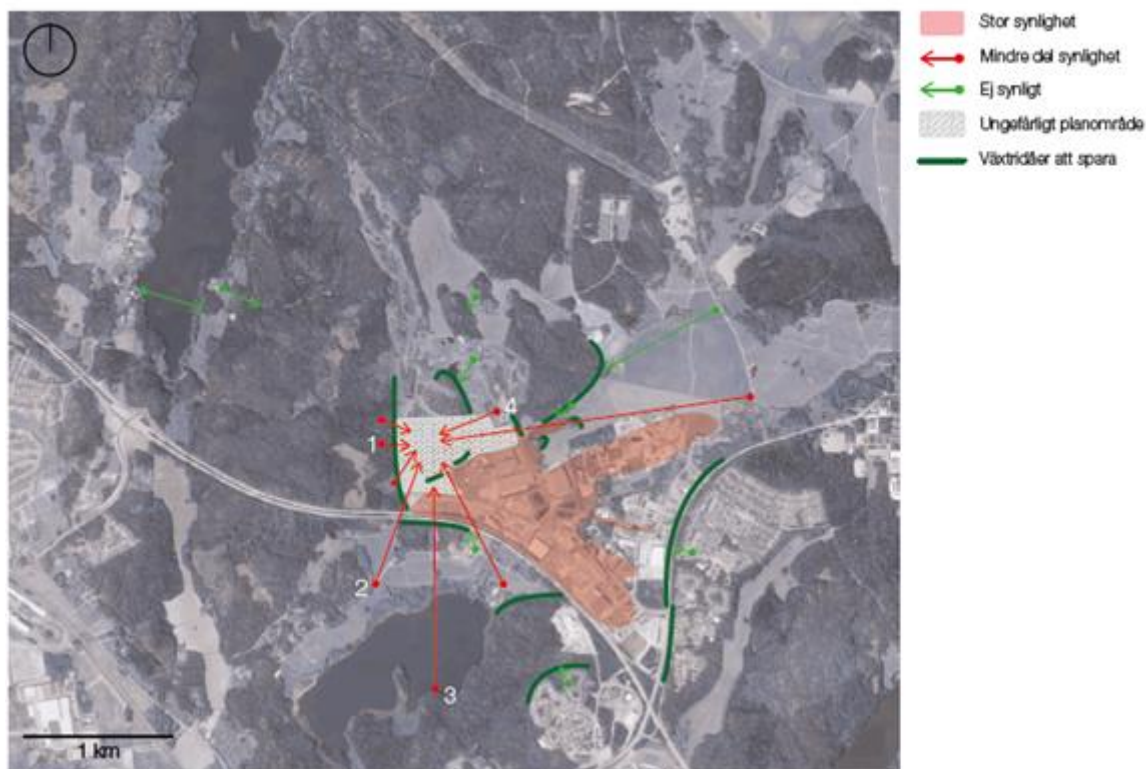 Stor synlighet
Mindre del synlighet
Ej synligt
Ungefärligt planområde
Växtridåer att spara
4
1
2
3
1 km